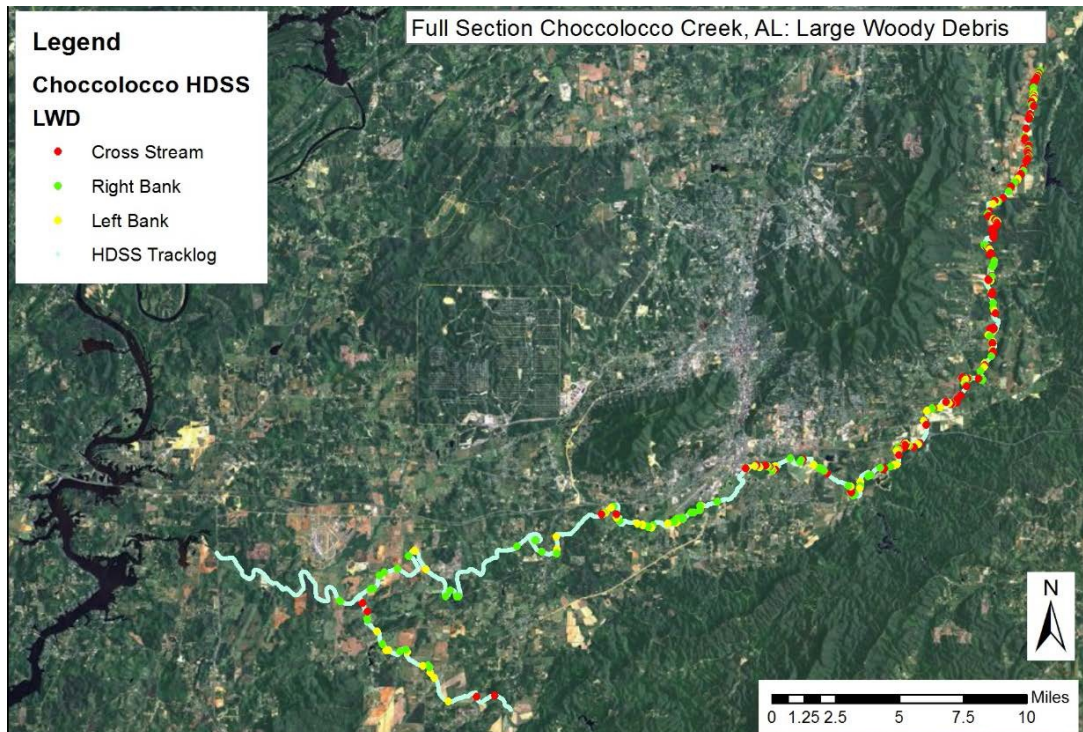 Full Section Choccolocco Creek, AL: Large Woody Debris
Legend
Choccolocco HDSS
LWD
Cross Stream
Right Bank
Left Bank
HDSS Tracklog
N
Miles
0 1.25 2.5 5 7.5 10